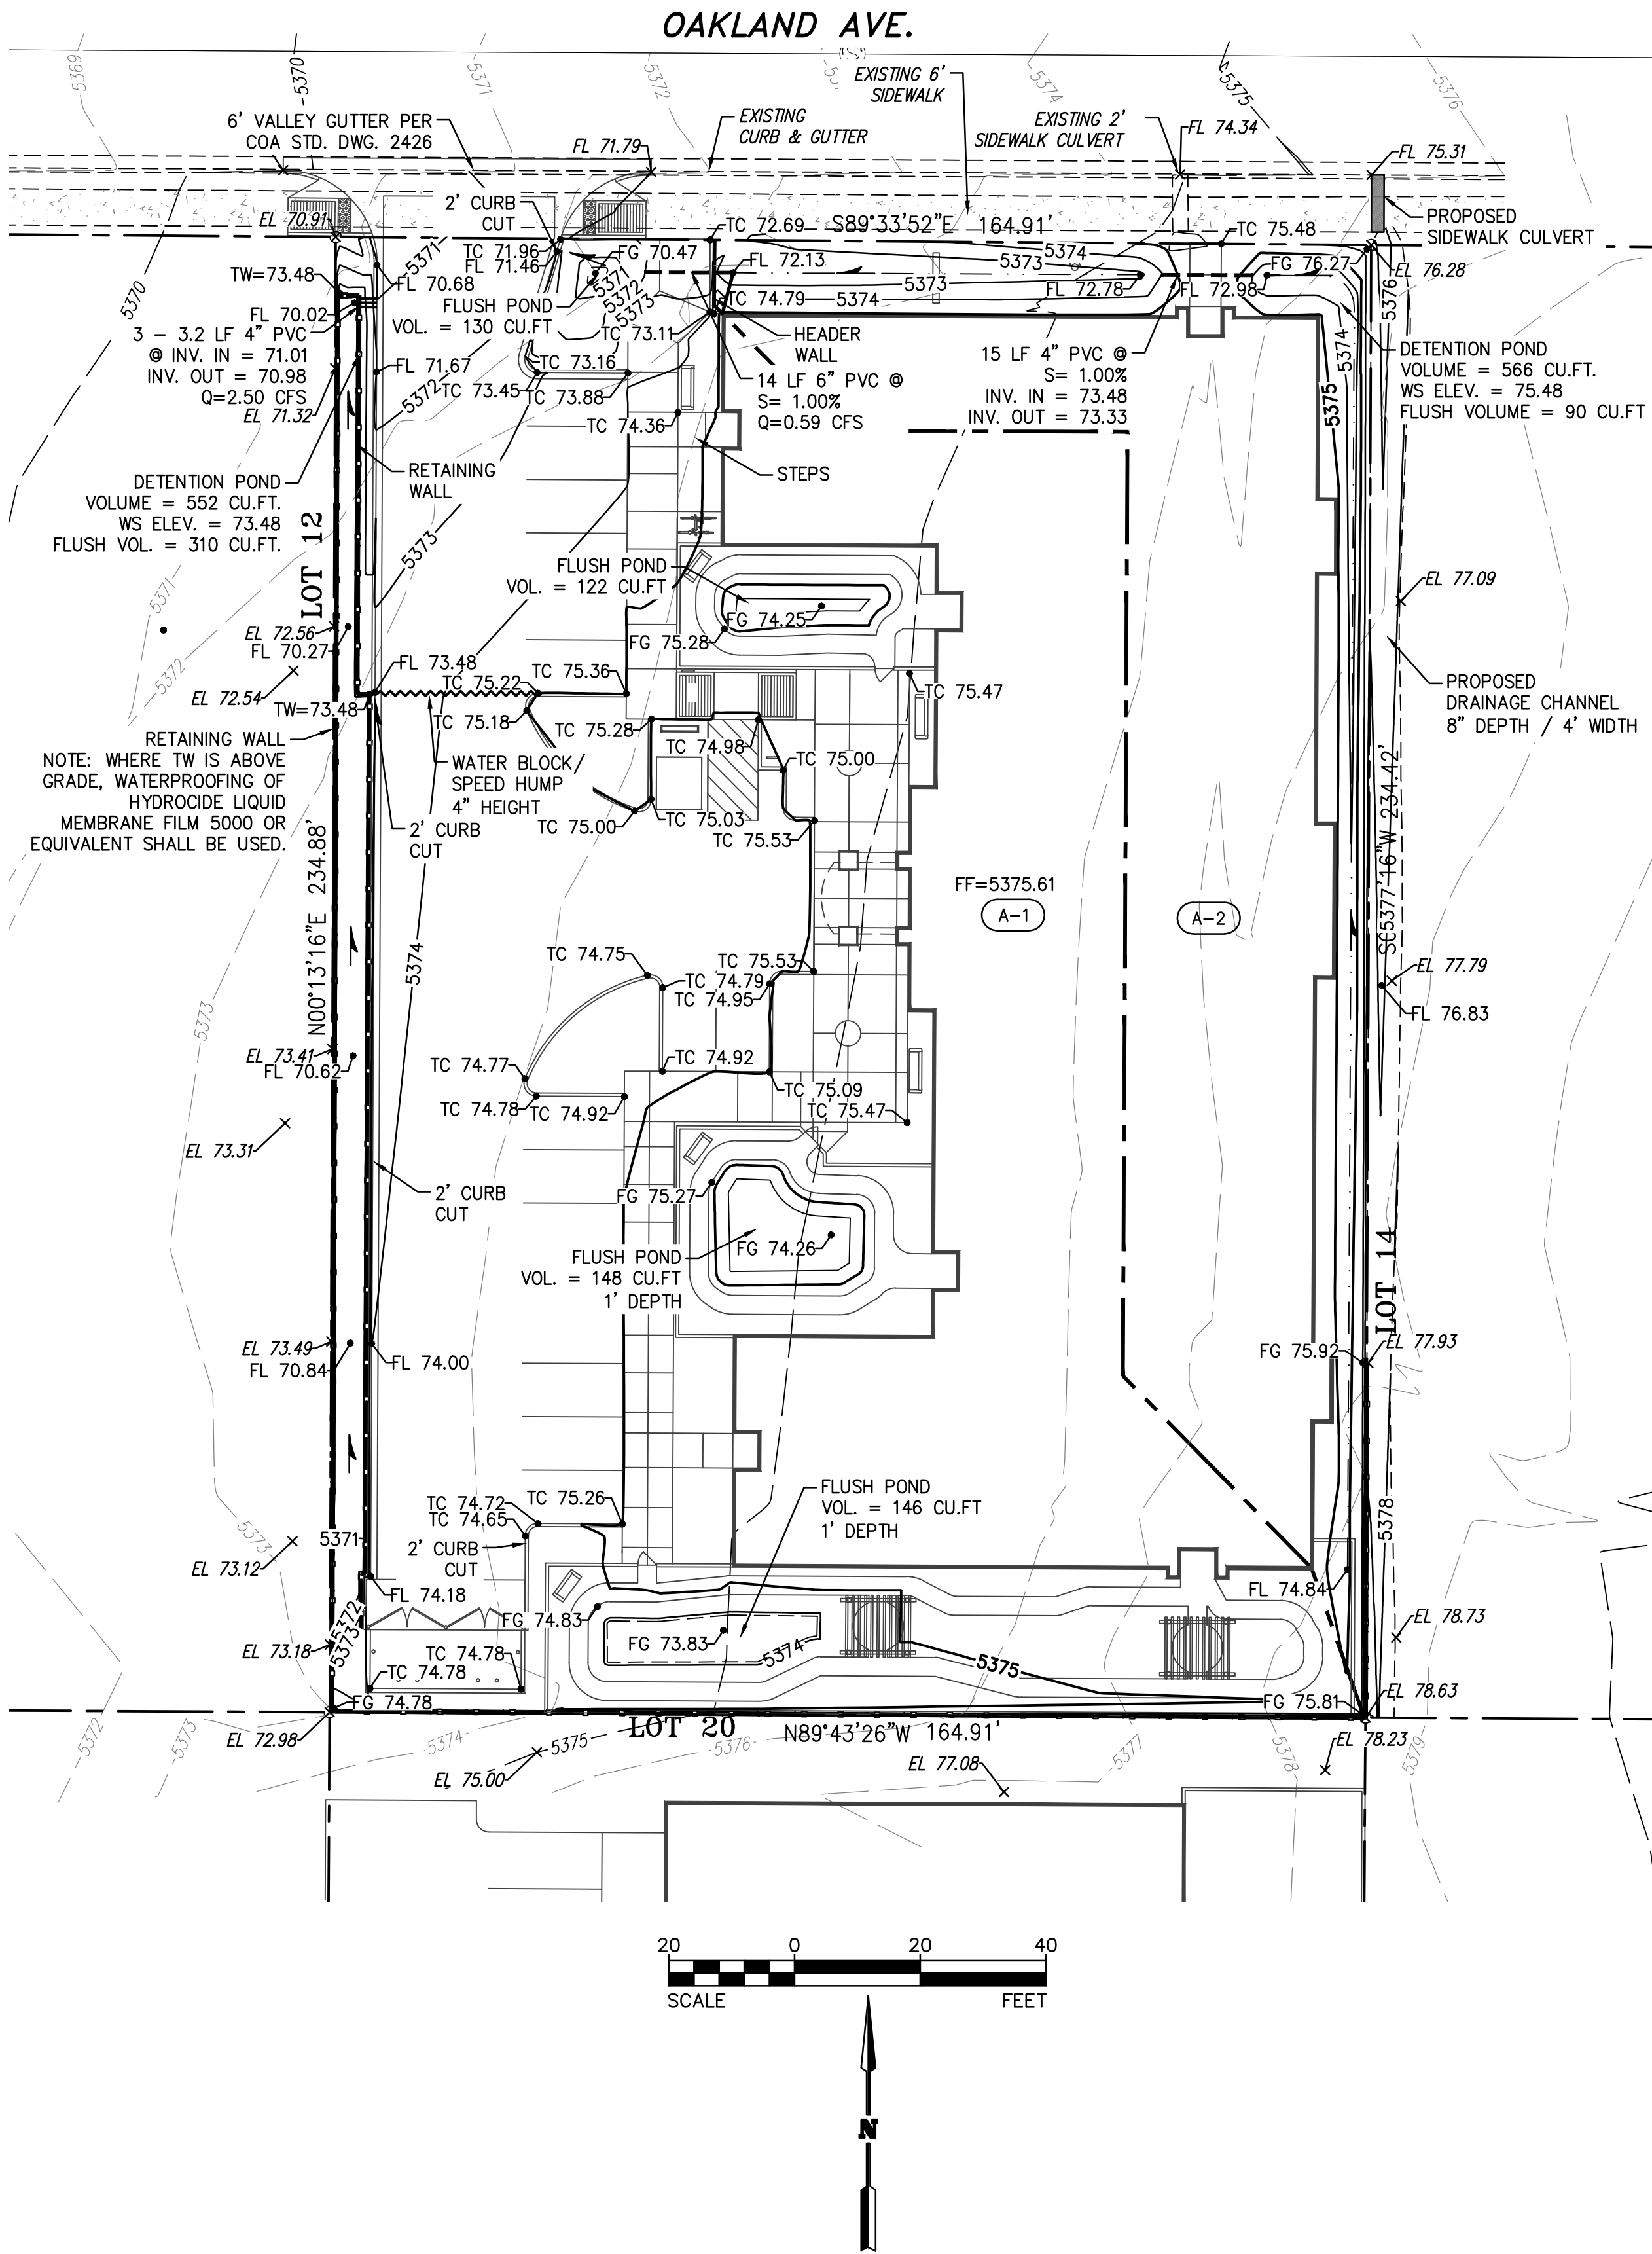 OAKLAND AVE.
5369
5370
5371
5372
5374
5375
5376
EXISTING 6'
SIDEWALK
6' VALLEY GUTTER PER
COA STD. DWG. 2426
EXISTING
CURB & GUTTER
EXISTING 2'
SIDEWALK CULVERT
FL 74.34
FL 71.79
FL 75.31
EL 70.91
2' CURB
CUT
TC 72.69
S89°33'52"E 164.91'
TC 75.48
PROPOSED
SIDEWALK CULVERT
5370
5371
TC 71.96
FL 71.46
FG 70.47
FL 72.13
5374
5373
5373
5374
FG 76.27
EL 76.28
TW=73.48
FL 70.68
5371
5372
5373
FL 72.78
FL 72.98
5376
FL 70.02
FLUSH POND
VOL. = 130 CU.FT
TC 74.79
TC 73.11
HEADER
WALL
3 - 3.2 LF 4" PVC
@ INV. IN = 71.01
INV. OUT = 70.98
Q=2.50 CFS
EL 71.32
FL 71.67
5372
TC 73.16
TC 73.45
TC 73.88
14 LF 6" PVC @
S= 1.00%
Q=0.59 CFS
15 LF 4" PVC @
S= 1.00%
INV. IN = 73.48
INV. OUT = 73.33
5374
5375
DETENTION POND
VOLUME = 566 CU.FT.
WS ELEV. = 75.48
FLUSH VOLUME = 90 CU.FT
TC 74.36
STEPS
RETAINING
WALL
DETENTION POND
VOLUME = 552 CU.FT.
WS ELEV. = 73.48
FLUSH VOL. = 310 CU.FT.
LOT 12
5373
5371
FLUSH POND
VOL. = 122 CU.FT
FG 74.25
FG 75.28
EL 77.09
EL 72.56
FL 70.27
5372
EL 72.54
FL 73.48
TC 75.22
TC 75.36
TC 75.47
TW=73.48
TC 75.18
TC 75.28
TC 74.98
PROPOSED
DRAINAGE CHANNEL
8" DEPTH / 4' WIDTH
RETAINING WALL
NOTE: WHERE TW IS ABOVE
GRADE, WATERPROOFING OF
HYDROCIDE LIQUID
MEMBRANE FILM 5000 OR
EQUIVALENT SHALL BE USED.
WATER BLOCK/
SPEED HUMP
4" HEIGHT
TC 75.00
TC 75.00
TC 75.03
TC 75.53
2' CURB
CUT
N00°13'16"E 234.88'
FF=5375.61
A-1
A-2
5374
TC 74.75
TC 75.53
TC 74.79
TC 74.95
EL 77.79
FL 76.83
5373
EL 73.41
FL 70.62
TC 74.77
TC 74.92
TC 75.09
TC 74.78
TC 74.92
TC 75.47
EL 73.31
2' CURB
CUT
FG 75.27
FG 74.26
FLUSH POND
VOL. = 148 CU.FT
1' DEPTH
LOT 14
EL 73.49
FL 70.84
FL 74.00
FG 75.92
EL 77.93
FLUSH POND
VOL. = 146 CU.FT
1' DEPTH
TC 74.72
TC 74.65
TC 75.26
5378
5373
5371
2' CURB
CUT
EL 73.12
FL 74.18
FL 74.84
5372
5373
FG 74.83
FG 73.83
5374
EL 78.73
EL 73.18
TC 74.78
TC 74.78
5375
FG 74.78
FG 75.81
EL 78.63
EL 72.98
LOT 20
N89°43'26"W 164.91'
5372
5373
5374
5375
5376
5377
5378
5379
EL 78.23
EL 75.00
EL 77.08
20 0 20 40
SCALE FEET
N